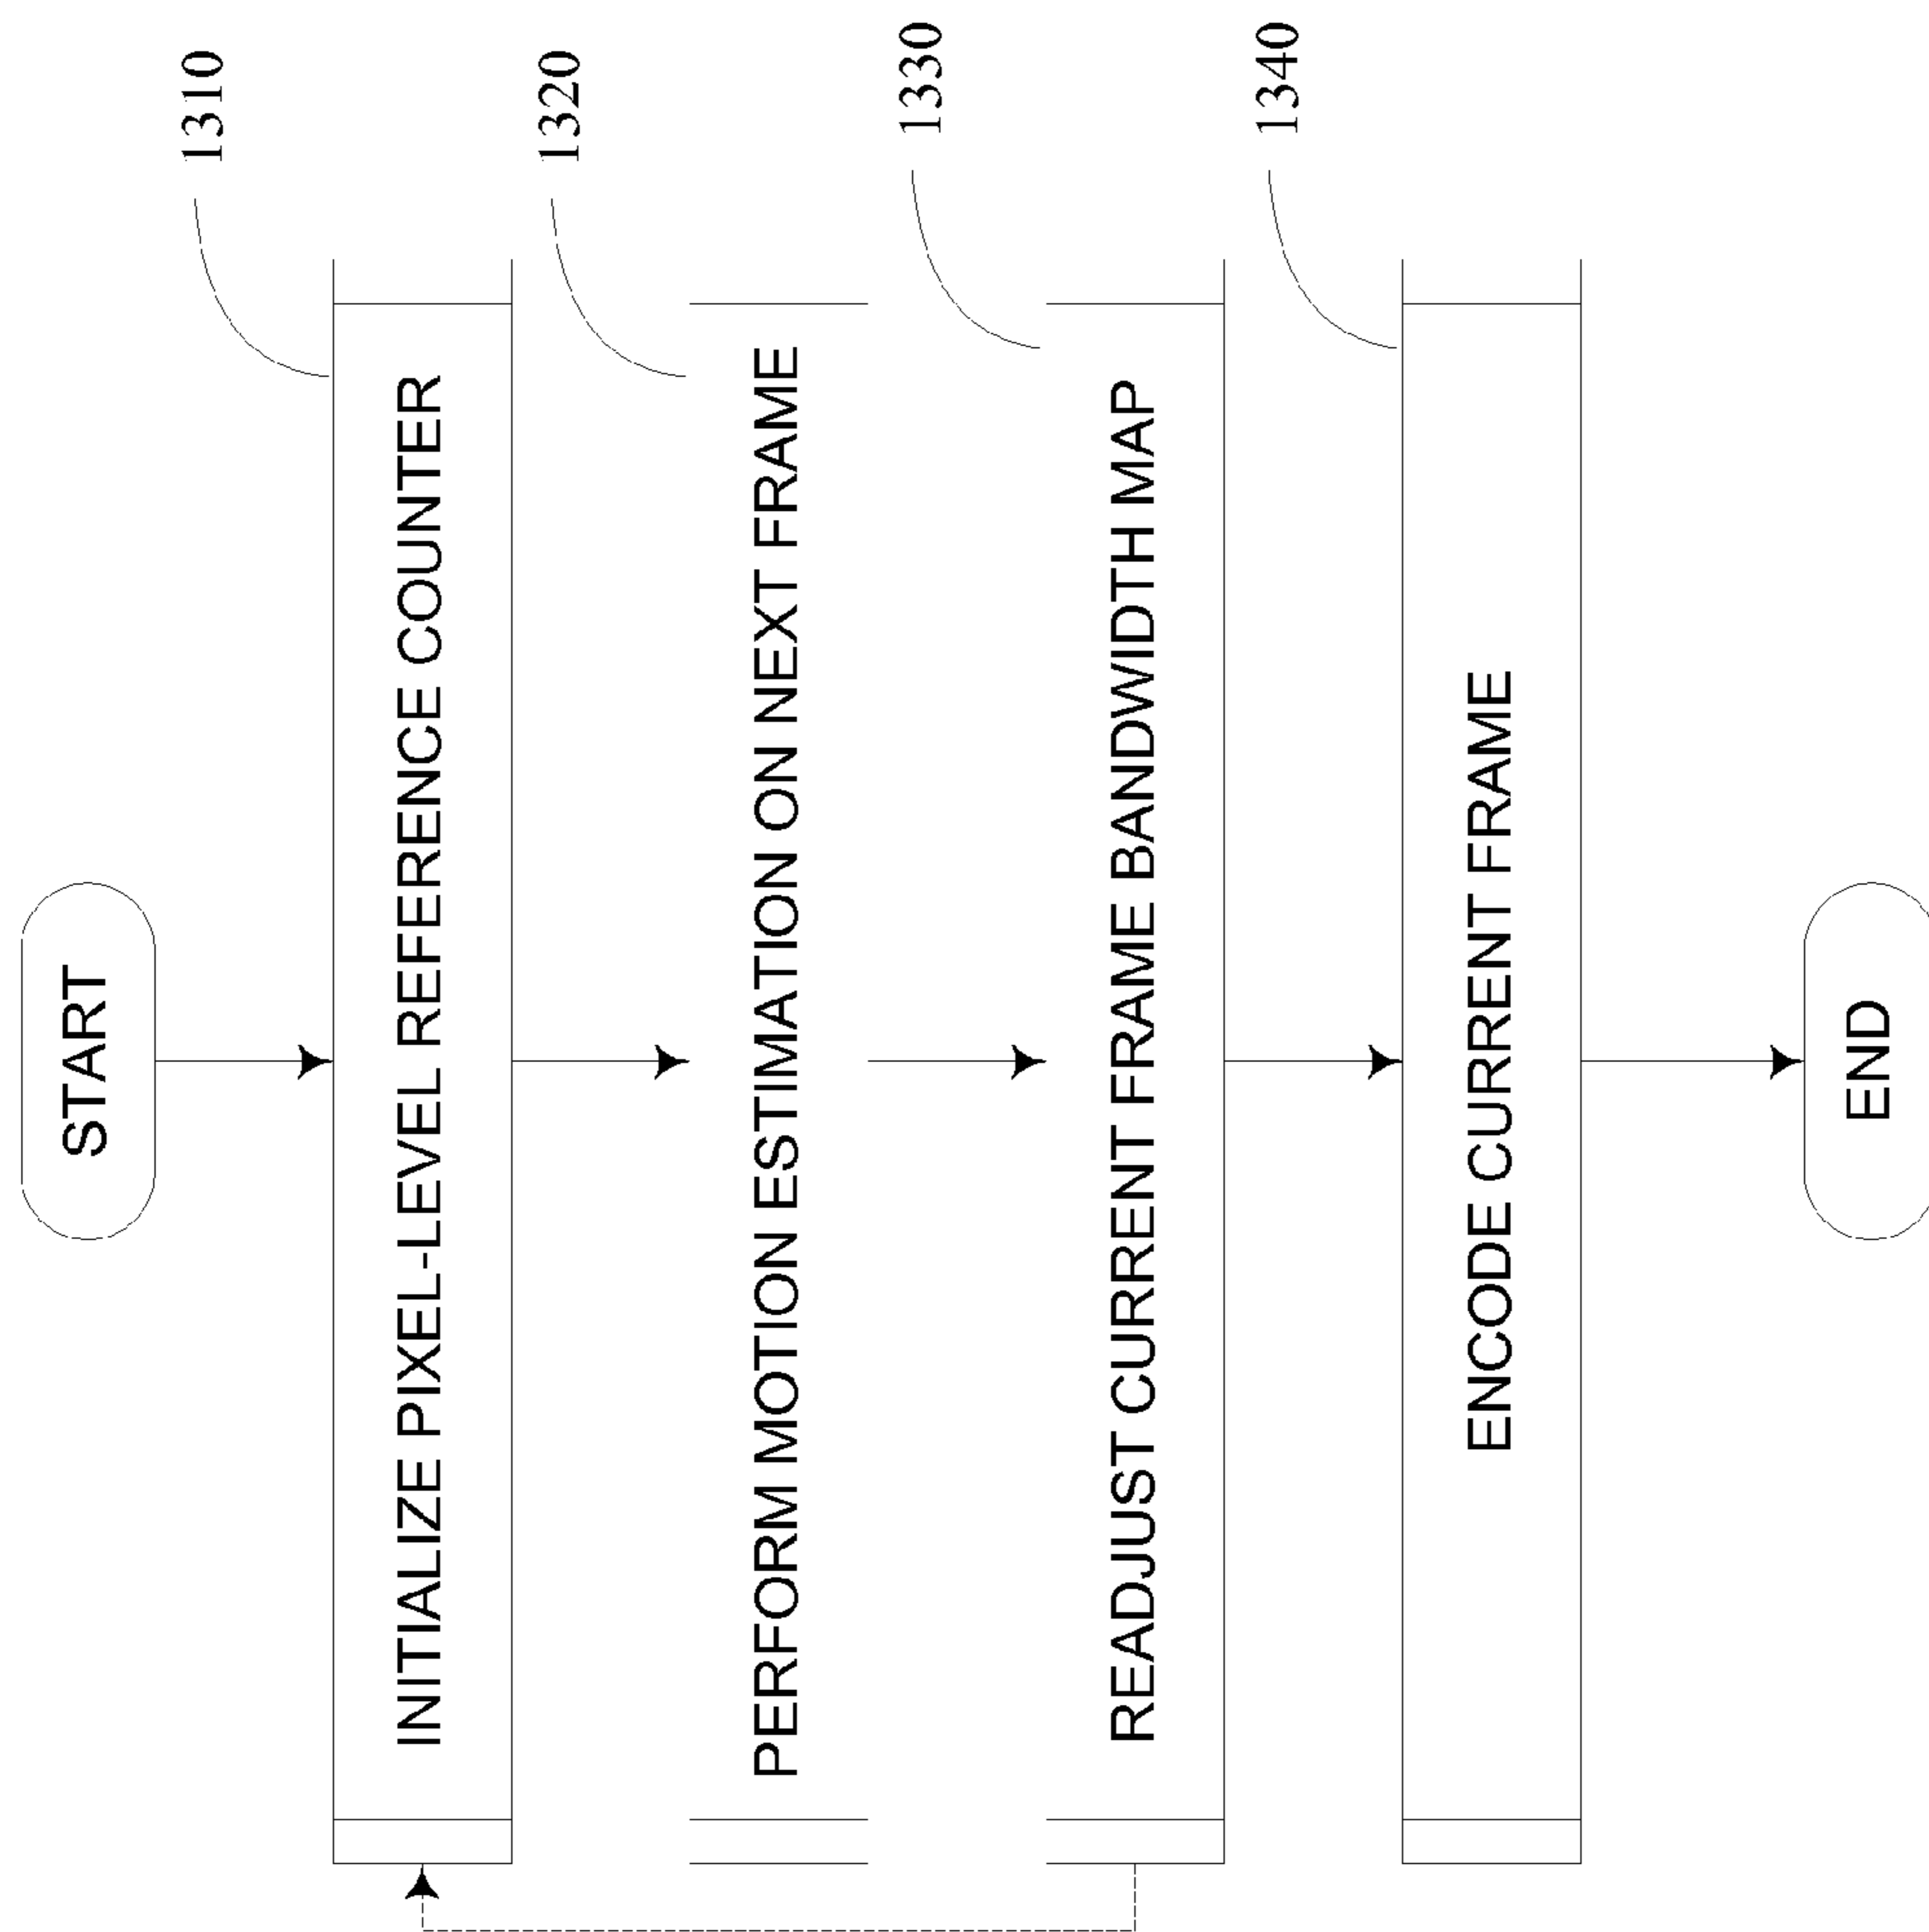 START
1310
INITIALIZE PIXEL-LEVEL REFERENCE COUNTER
1320
PERFORM MOTION ESTIMATION ON NEXT FRAME
1330
READJUST CURRENT FRAME BANDWIDTH MAP
1340
ENCODE CURRENT FRAME
END